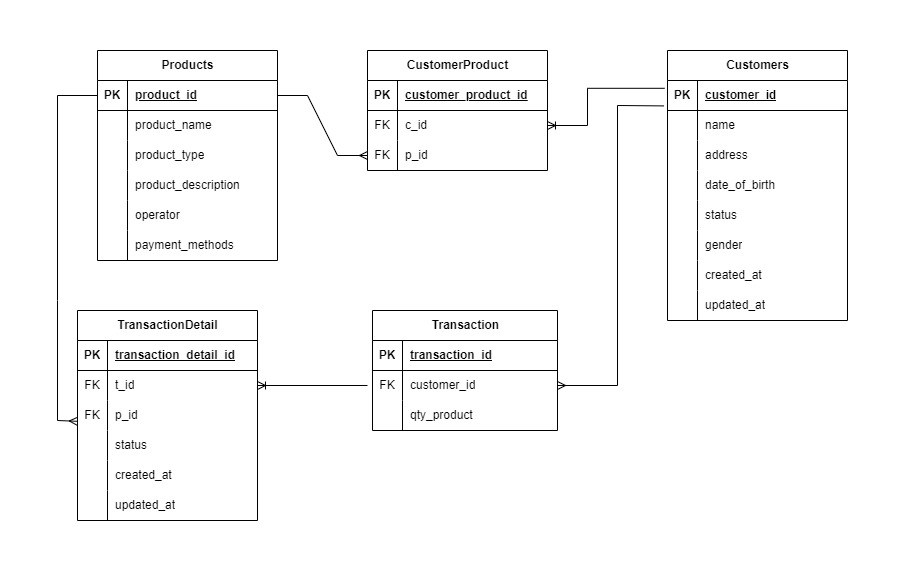 Products
PK product_id
product_name
product_type
product_description
operator
payment_methods
CustomerProduct
PK customer_product_id
FK c_id
FK p_id
Customers
PK customer_id
name
address
date_of_birth
status
gender
created_at
updated_at
TransactionDetail
PK transaction_detail_id
FK t_id
FK p_id
status
created_at
updated_at
Transaction
PK transaction_id
FK customer_id
qty_product